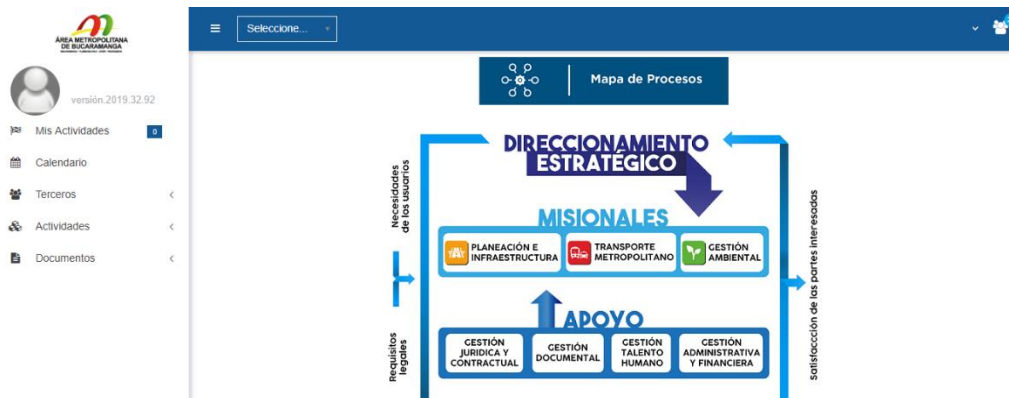 ÁREA METROPOLITANA
DE BUCARAMANGA
versión.2019.32.92
Mis Actividades
0
Calendario
Terceros
Actividades
Documentos
Seleccione...
Mapa de Procesos
DIRECCIONAMIENTO
ESTRATÉGICO
Necesidades
de los usuarios
MISIONALES
PLANEACIÓN E
INFRAESTRUCTURA
TRANSPORTE
METROPOLITANO
GESTIÓN
AMBIENTAL
APOYO
GESTIÓN
JURIDICA Y
CONTRACTUAL
GESTIÓN
DOCUMENTAL
GESTIÓN
TALENTO
HUMANO
GESTIÓN
ADMINISTRATIVA
Y FINANCIERA
Requisitos
legales
Satisfaccción de las partes interesadas